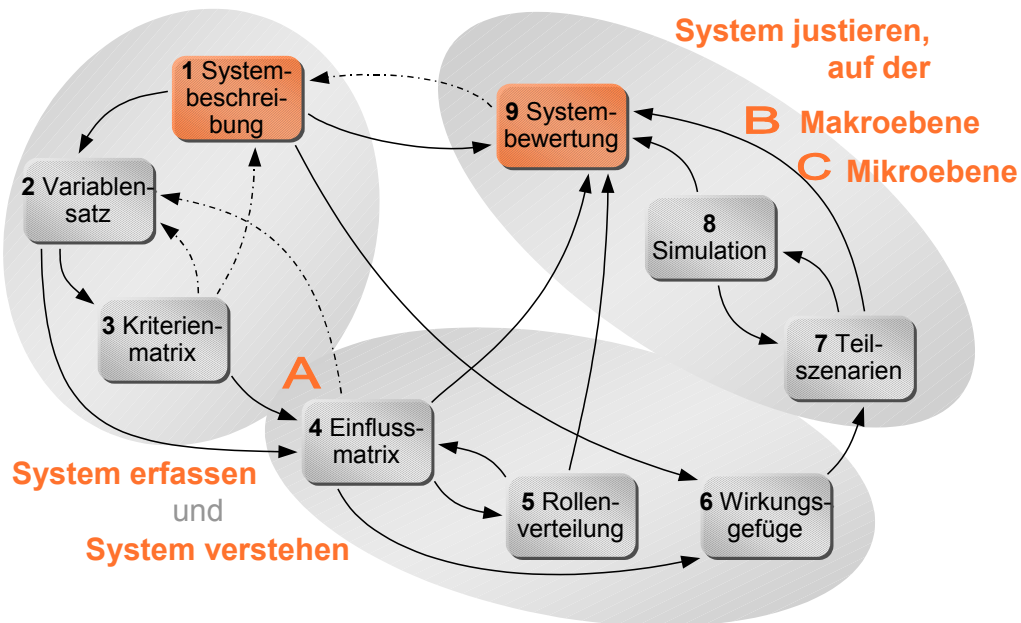 System justieren,
auf der
B Makroebene
C Mikroebene
1 System-
beschrei-
bung
9 System-
bewertung
2 Variablen-
satz
8
Simulation
3 Kriterien-
matrix
7 Teil-
szenarien
A
4 Einfluss-
matrix
System erfassen
und
System verstehen
5 Rollen-
verteilung
6 Wirkungs-
gefüge